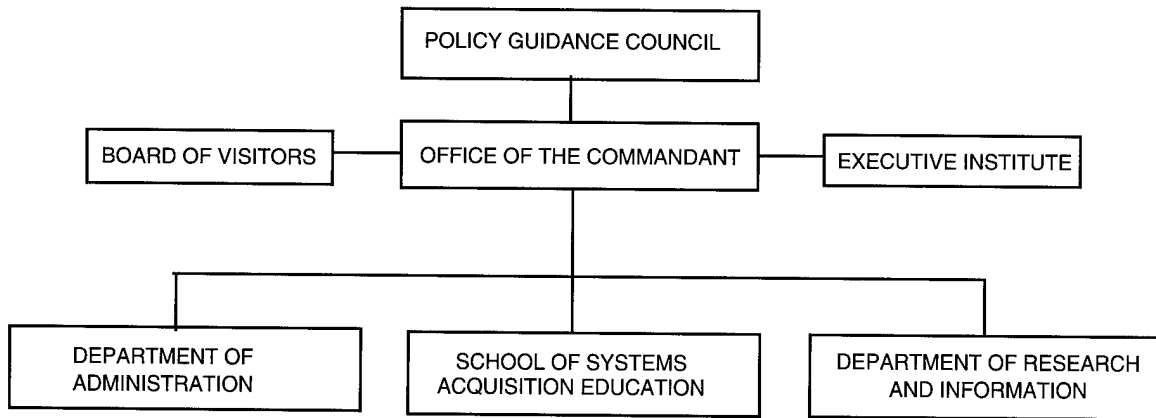 POLICY GUIDANCE COUNCIL
BOARD OF VISITORS
OFFICE OF THE COMMANDANT
EXECUTIVE INSTITUTE
DEPARTMENT OF
ADMINISTRATION
SCHOOL OF SYSTEMS
ACQUISITION EDUCATION
DEPARTMENT OF RESEARCH
AND INFORMATION